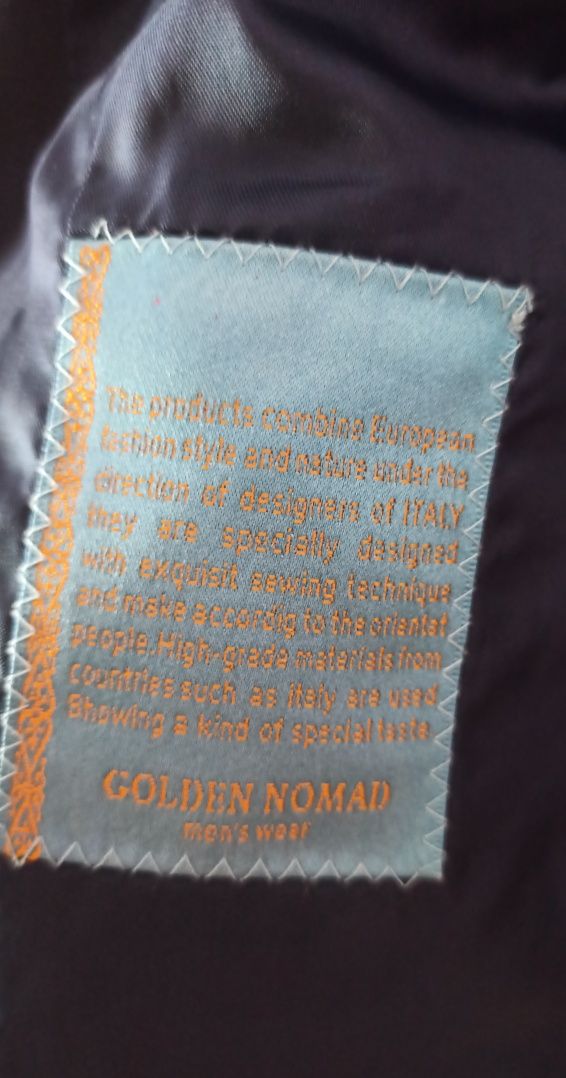 The products combine European
fashion style and nature under the
direction of designers of ITALY
they are specially designed
with exquisit sewing technique
and make accordig to the orientat
people.High-grade materials from
countries such as Italy are used
Showing a kind of special taste
GOLDEN NOMAD
men's wear